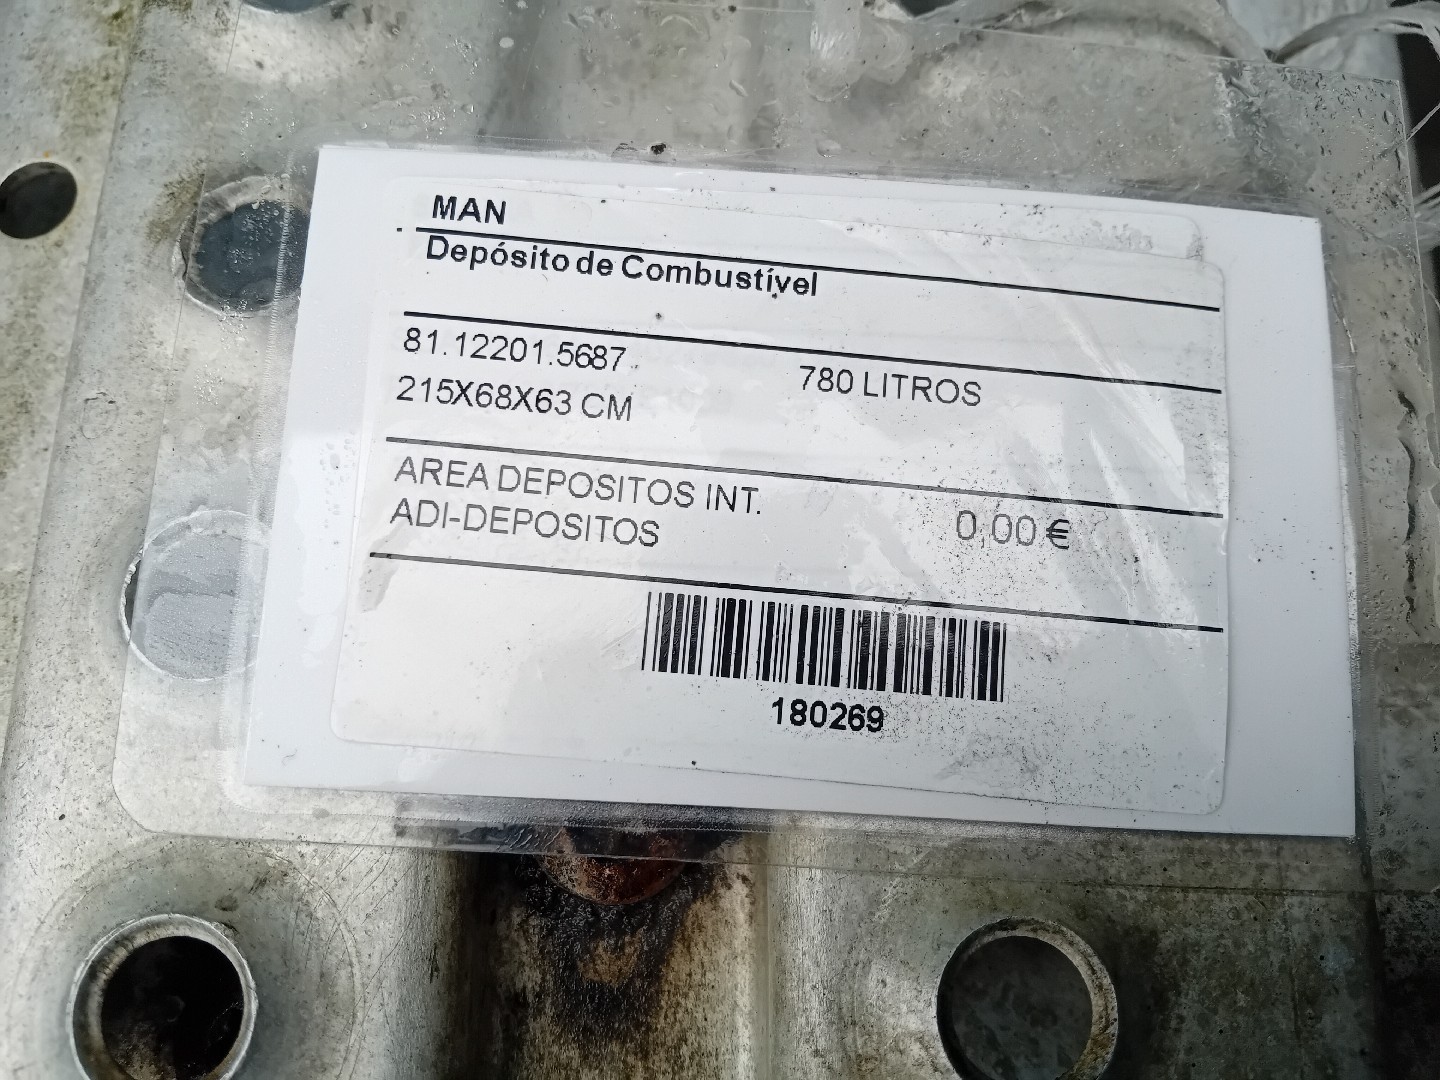 MAN
Depósito de Combustível
81.12201.5687 780 LITROS
215X68X63 CM
AREA DEPOSITOS INT.
ADI-DEPOSITOS 0,00 €
180269